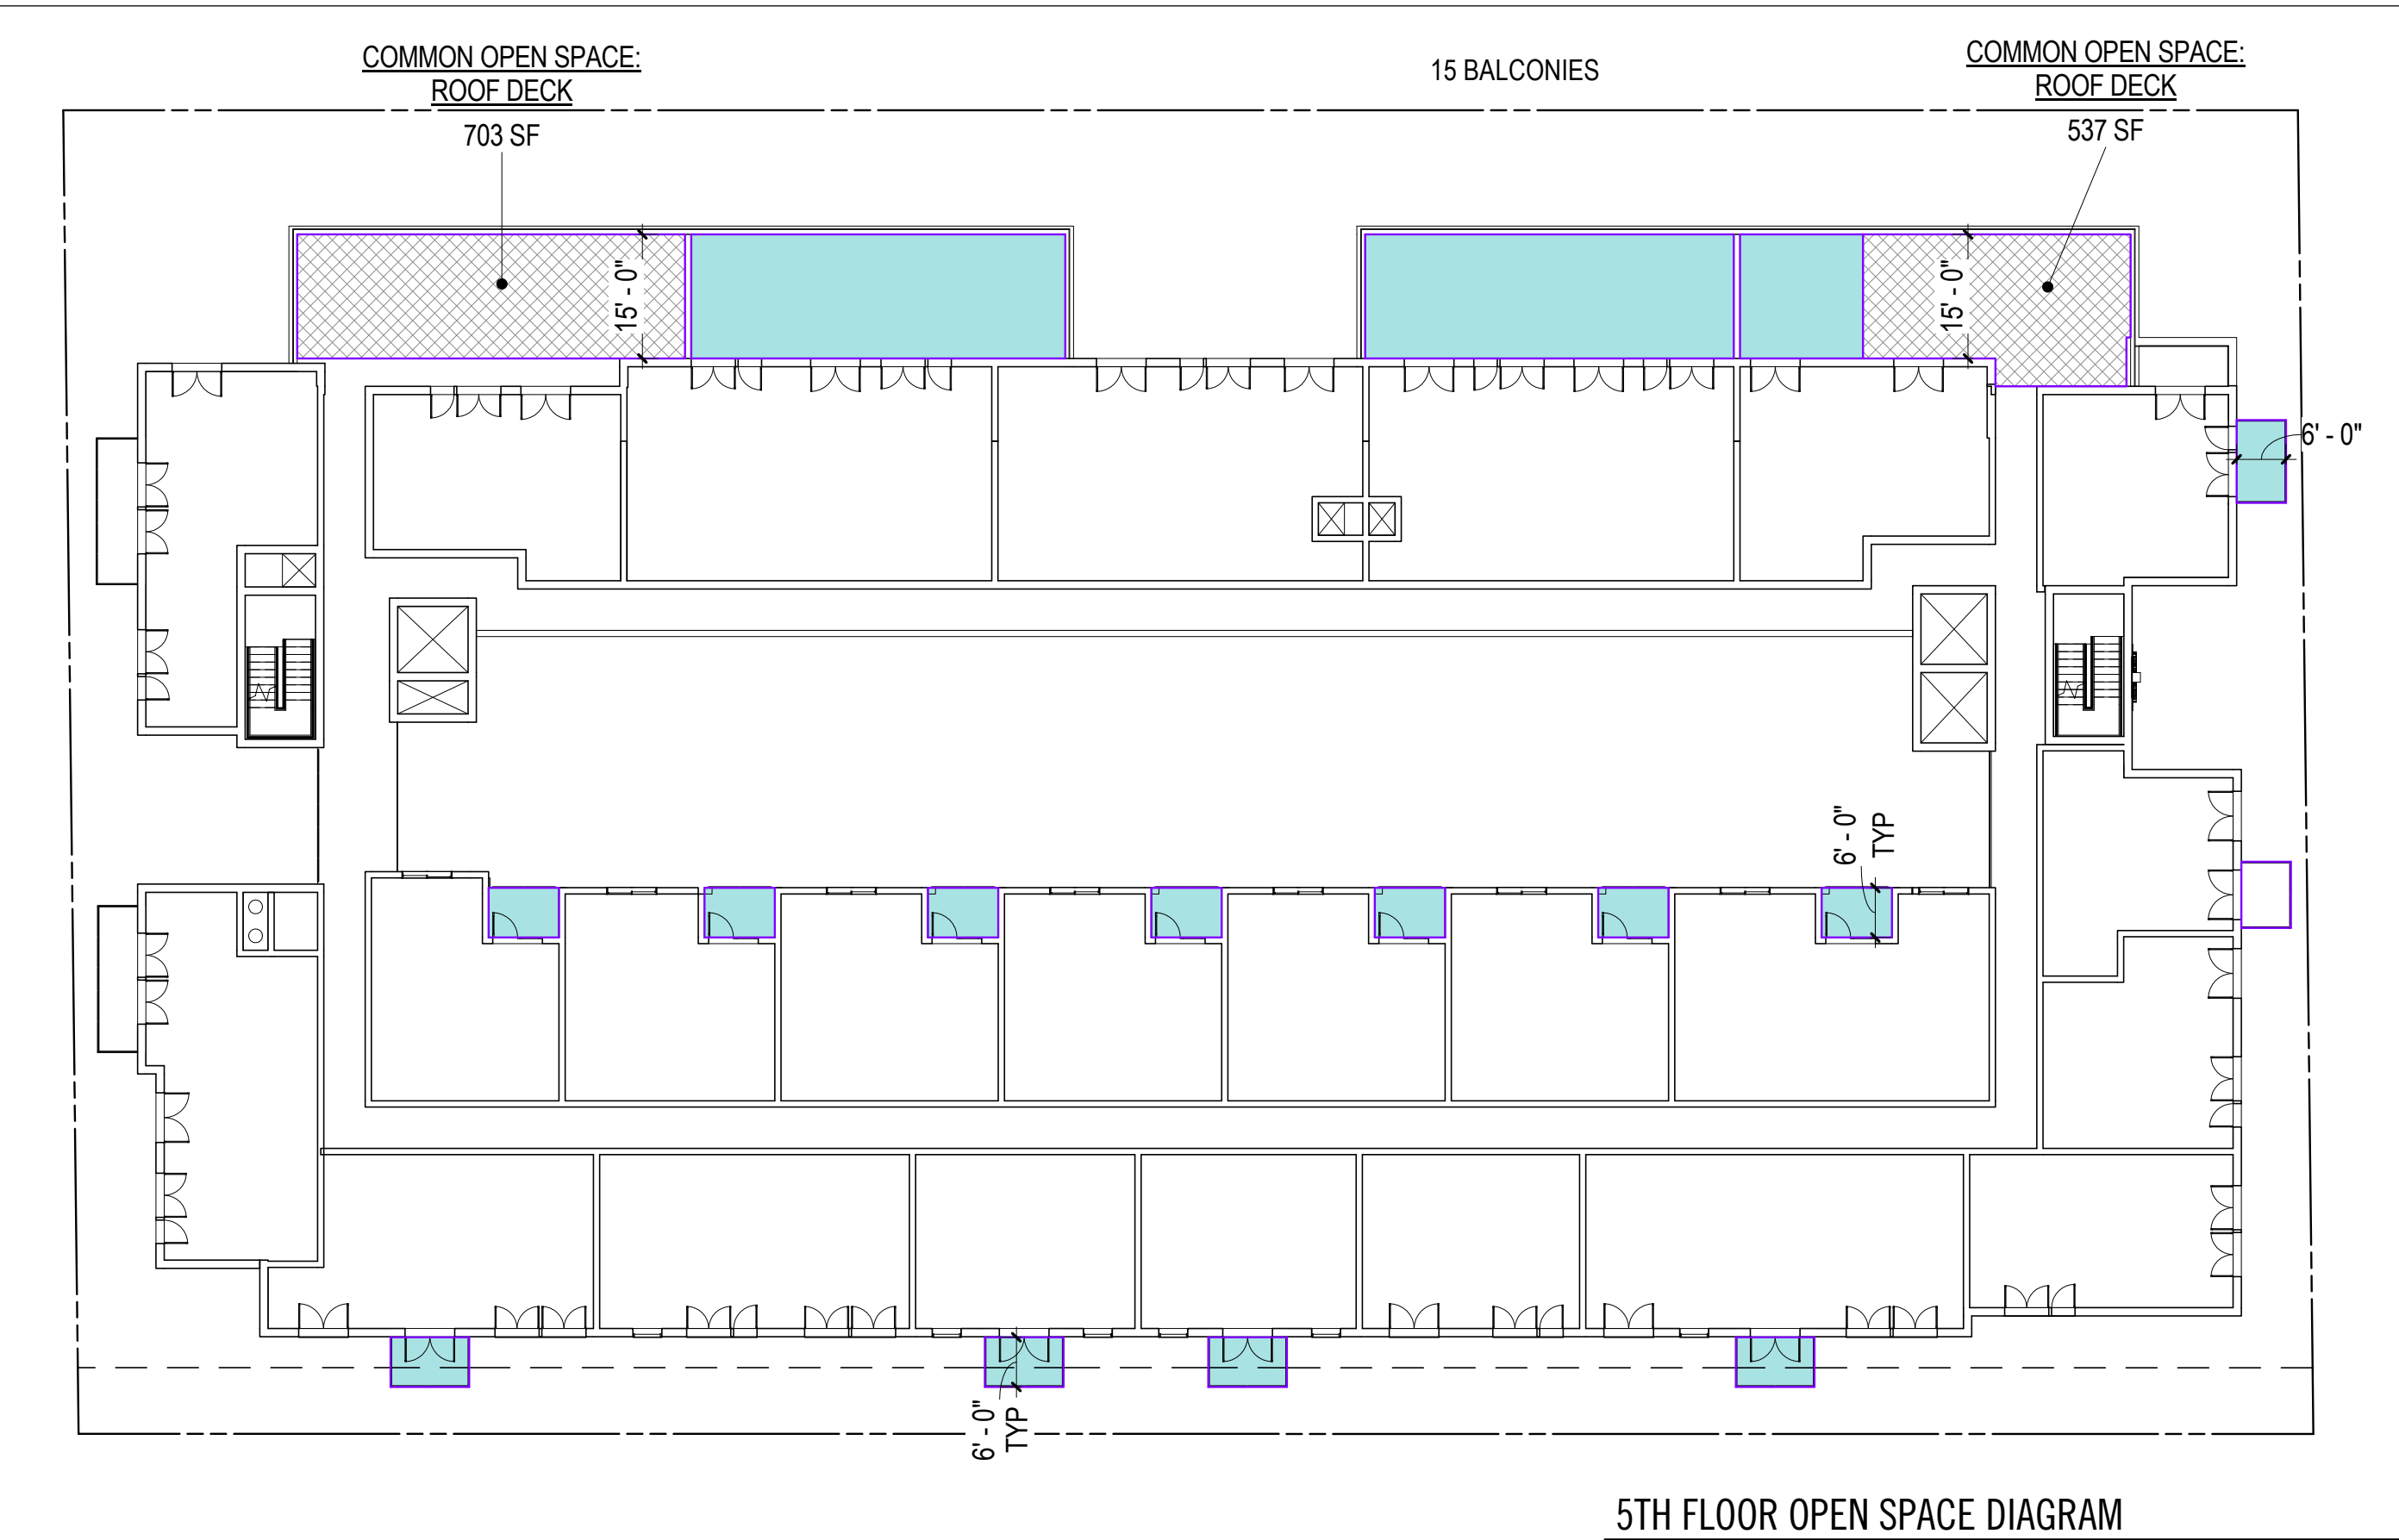 COMMON OPEN SPACE:
ROOF DECK
703 SF
15 BALCONIES
COMMON OPEN SPACE:
ROOF DECK
537 SF
15' - 0"
15' - 0"
6' - 0"
6' - 0"
TYP
6' - 0"
TYP
5TH FLOOR OPEN SPACE DIAGRAM